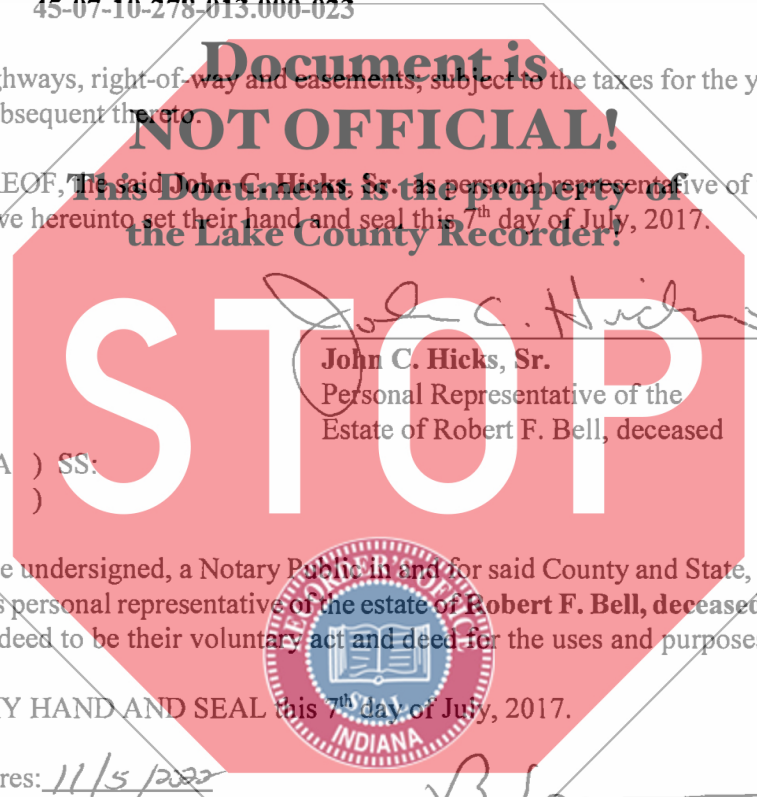 45-07-10-278-013.000-023
Document is
ghways, right-of-way and easements; subject to the taxes for the y
bsequent thereto.
NOT OFFICIAL!
EOF, The said John C. Hicks, Sr. as personal representative of
This Document is the property of
ve hereunto set their hand and seal this 7th day of July, 2017.
the Lake County Recorder!
John C. Hicks
STOP
John C. Hicks, Sr.
Personal Representative of the
Estate of Robert F. Bell, deceased
A ) SS:
)
e undersigned, a Notary Public in and for said County and State,
s personal representative of the estate of Robert F. Bell, deceased
deed to be their voluntary act and deed for the uses and purposes
RECORDER'S OFFICE
SEAL
INDIANA
Y HAND AND SEAL this 7th day of July, 2017.
res: 11/5/2022